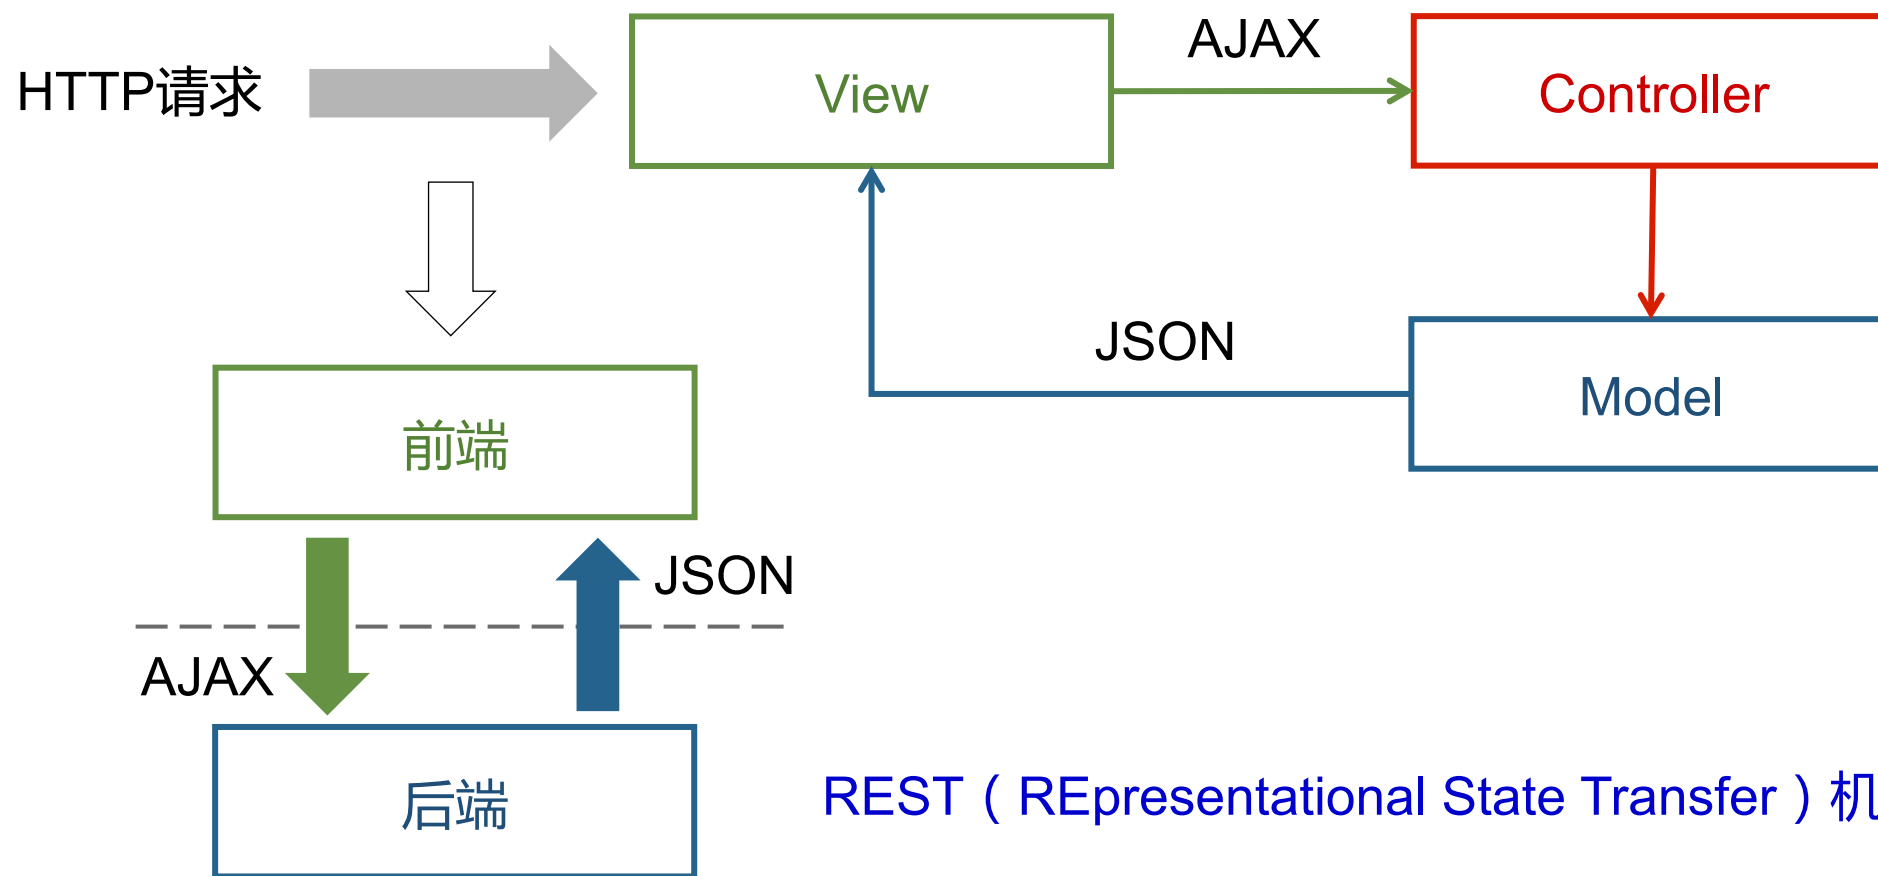 AJAX
HTTP请求
View
Controller
JSON
Model
前端
JSON
AJAX
后端
REST（REpresentational State Transfer）机